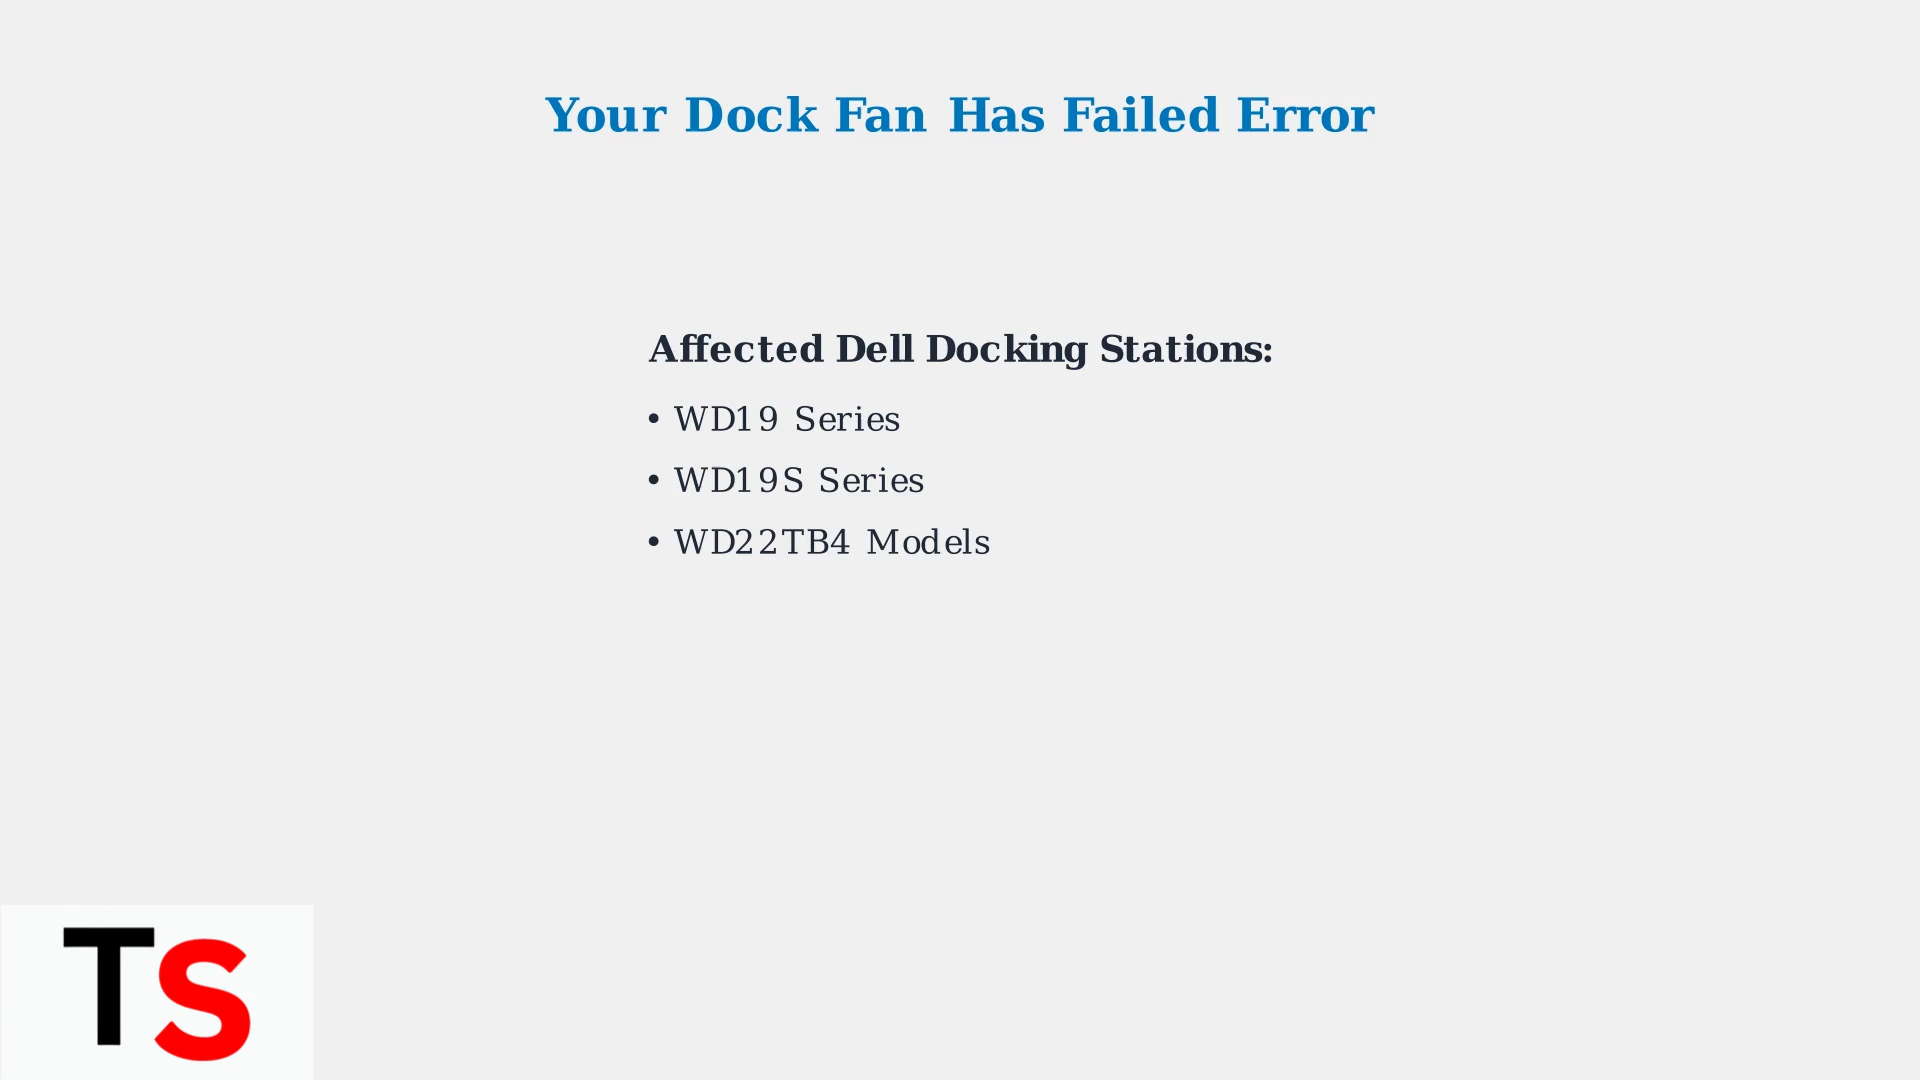 Your Dock Fan Has Failed Error
Affected Dell Docking Stations:
• WD19 Series
• WD19S Series
• WD22TB4 Models
TS